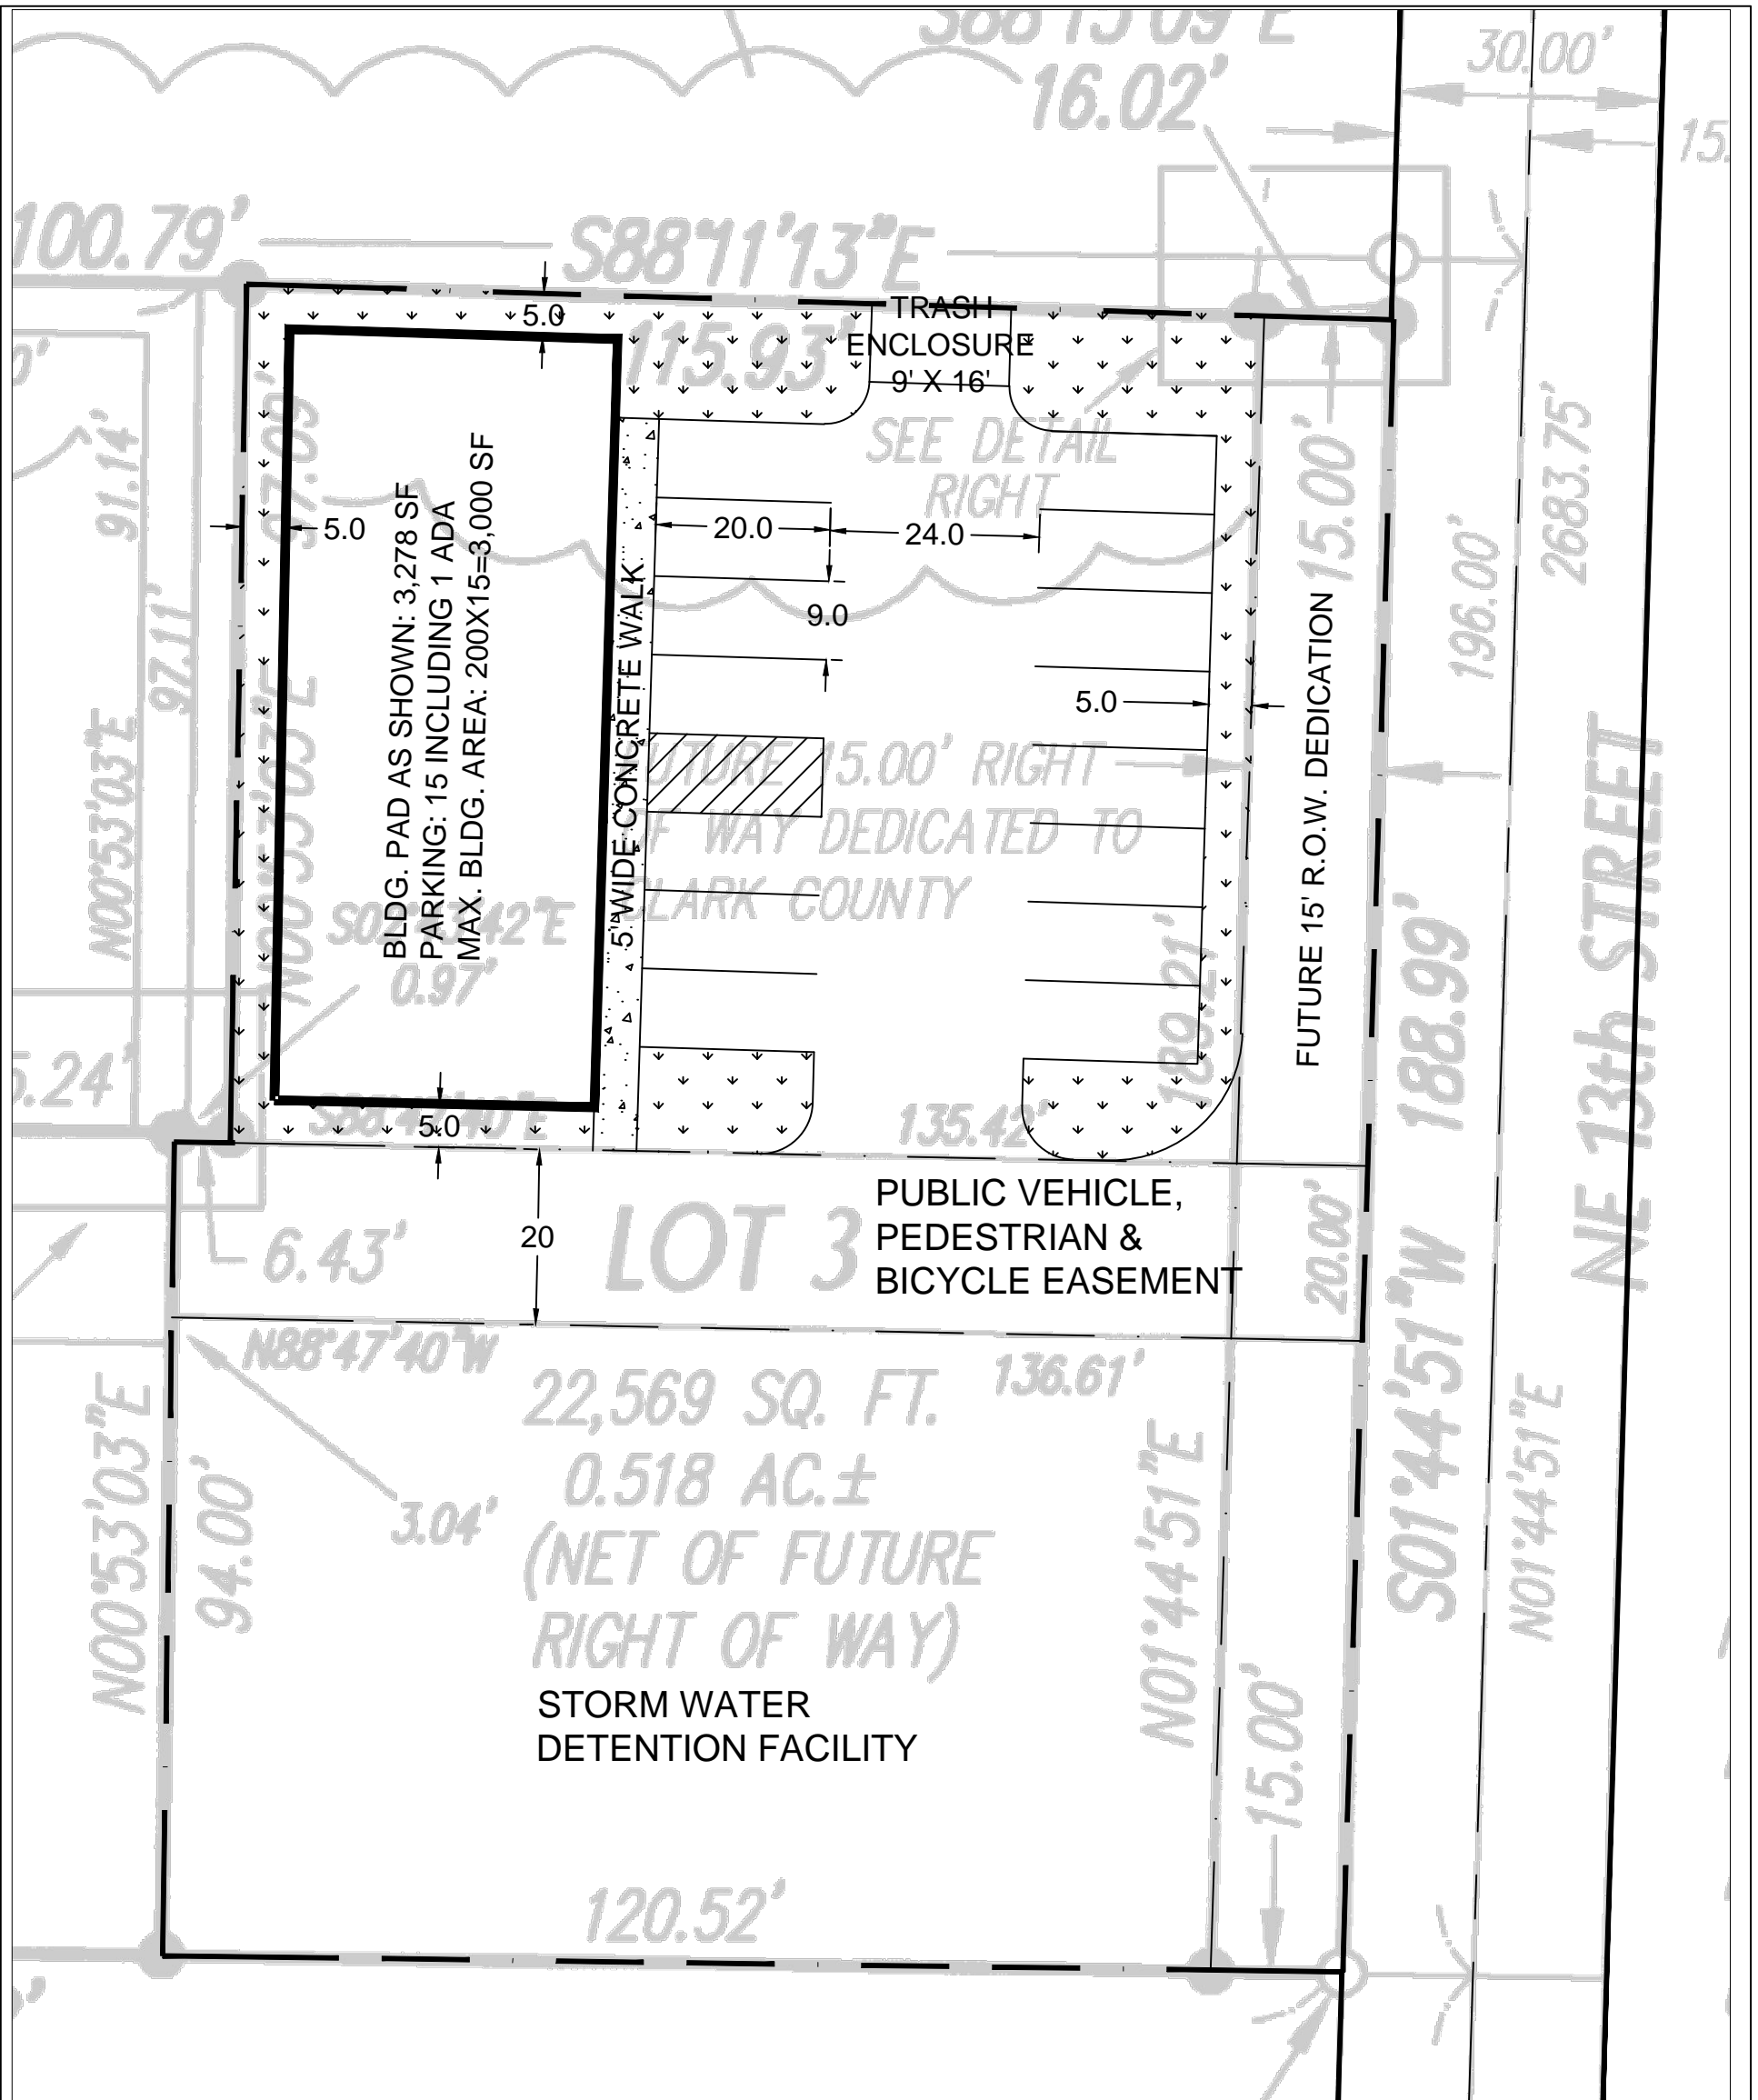 S88°15'09"E
16.02'
30.00'
15.
100.79'
S88°11'13"E
5.0
TRASH
ENCLOSURE
9' X 16'
115.93'
SEE DETAIL
RIGHT
15.00'
2683.75'
196.00'
91.14'
97.11'
97.09'
N00°53'03"E
N00°53'03"E
5.0
BLDG. PAD AS SHOWN: 3,278 SF
PARKING: 15 INCLUDING 1 ADA
MAX. BLDG. AREA: 200X15=3,000 SF
5' WIDE CONCRETE WALK
20.0
24.0
9.0
5.0
FUTURE 15' R.O.W. DEDICATION
FUTURE 15.00' RIGHT
OF WAY DEDICATED TO
CLARK COUNTY
0.97'
5.24'
5.0
135.42'
189.21'
188.99'
S01°44'51"W
NE 13th STREET
6.43'
20
LOT 3
PUBLIC VEHICLE,
PEDESTRIAN &
BICYCLE EASEMENT
20.00'
N88°47'40"W
136.61'
22,569 SQ. FT.
0.518 AC.±
(NET OF FUTURE
RIGHT OF WAY)
3.04'
N00°53'03"E
94.00'
N01°44'51"E
N01°44'51"E
15.00'
STORM WATER
DETENTION FACILITY
120.52'